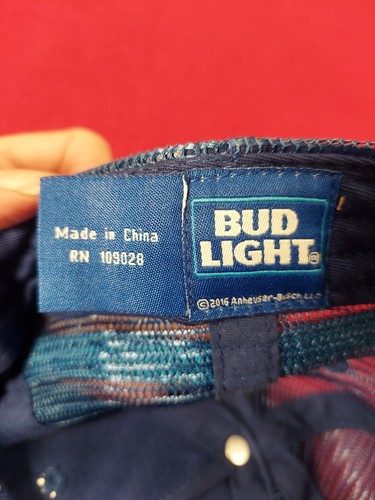 Made in China
RN 109028
BUD
LIGHT®
© 2016 Anheuser-Busch, LLC